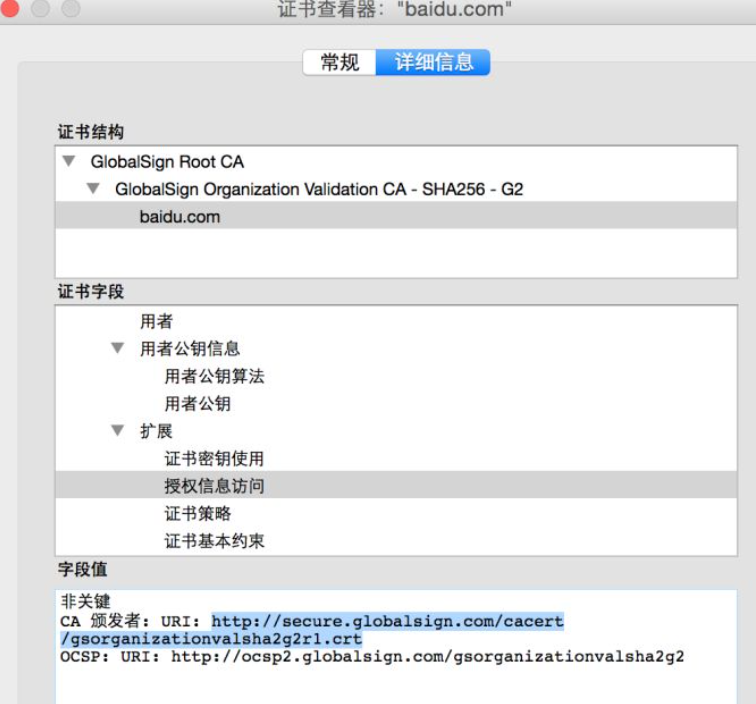 证书查看器："baidu.com"
常规
详细信息
证书结构
GlobalSign Root CA
GlobalSign Organization Validation CA - SHA256 - G2
baidu.com
证书字段
用者
用者公钥信息
用者公钥算法
用者公钥
扩展
证书密钥使用
授权信息访问
证书策略
证书基本约束
字段值
非关键
CA 颁发者: URI: http://secure.globalsign.com/cacert
/gsorganizationvalsha2g2r1.crt
OCSP: URI: http://ocsp2.globalsign.com/gsorganizationvalsha2g2